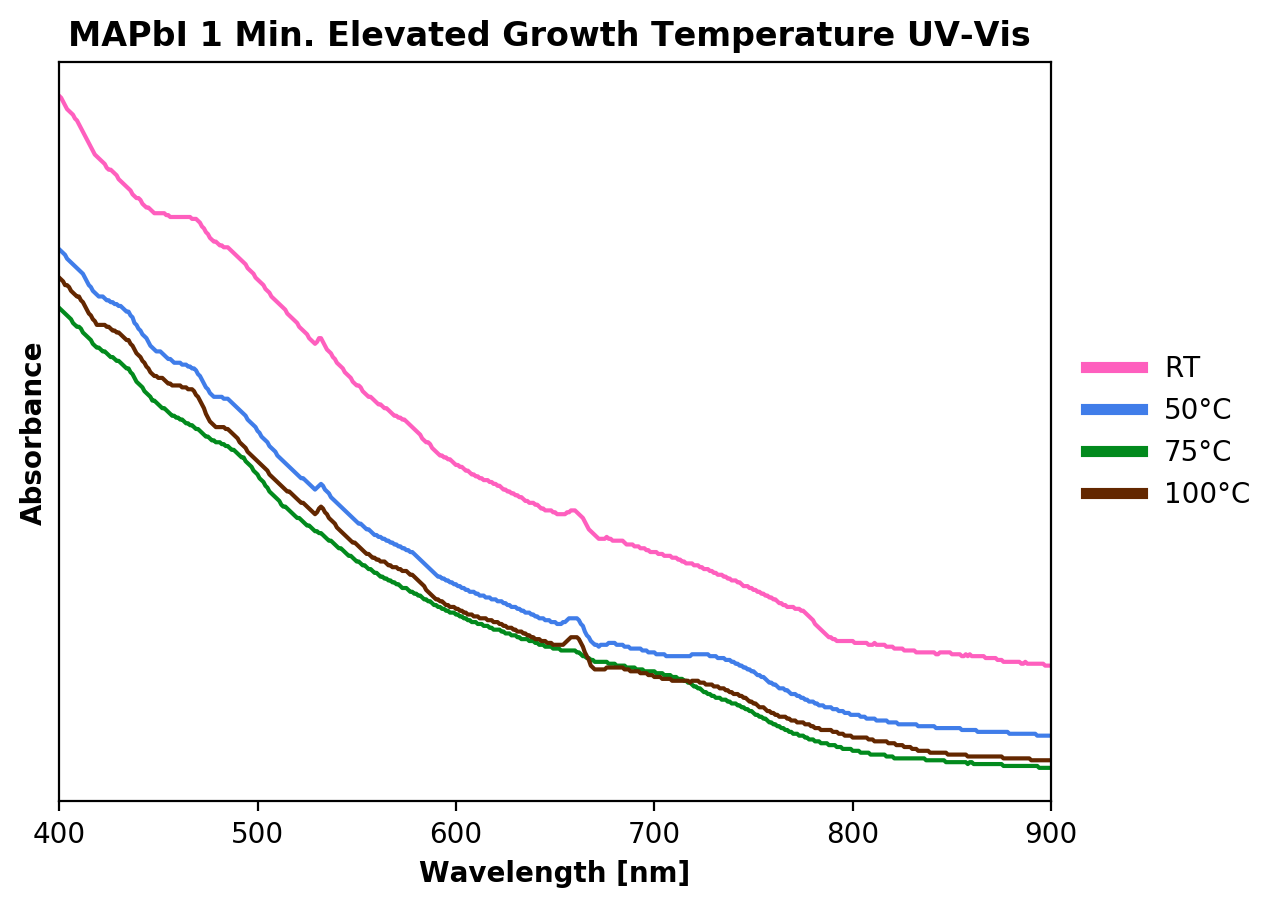 MAPbI 1 Min. Elevated Growth Temperature UV-Vis
Absorbance
RT
50°C
75°C
100°C
400 500 600 700 800 900
Wavelength [nm]